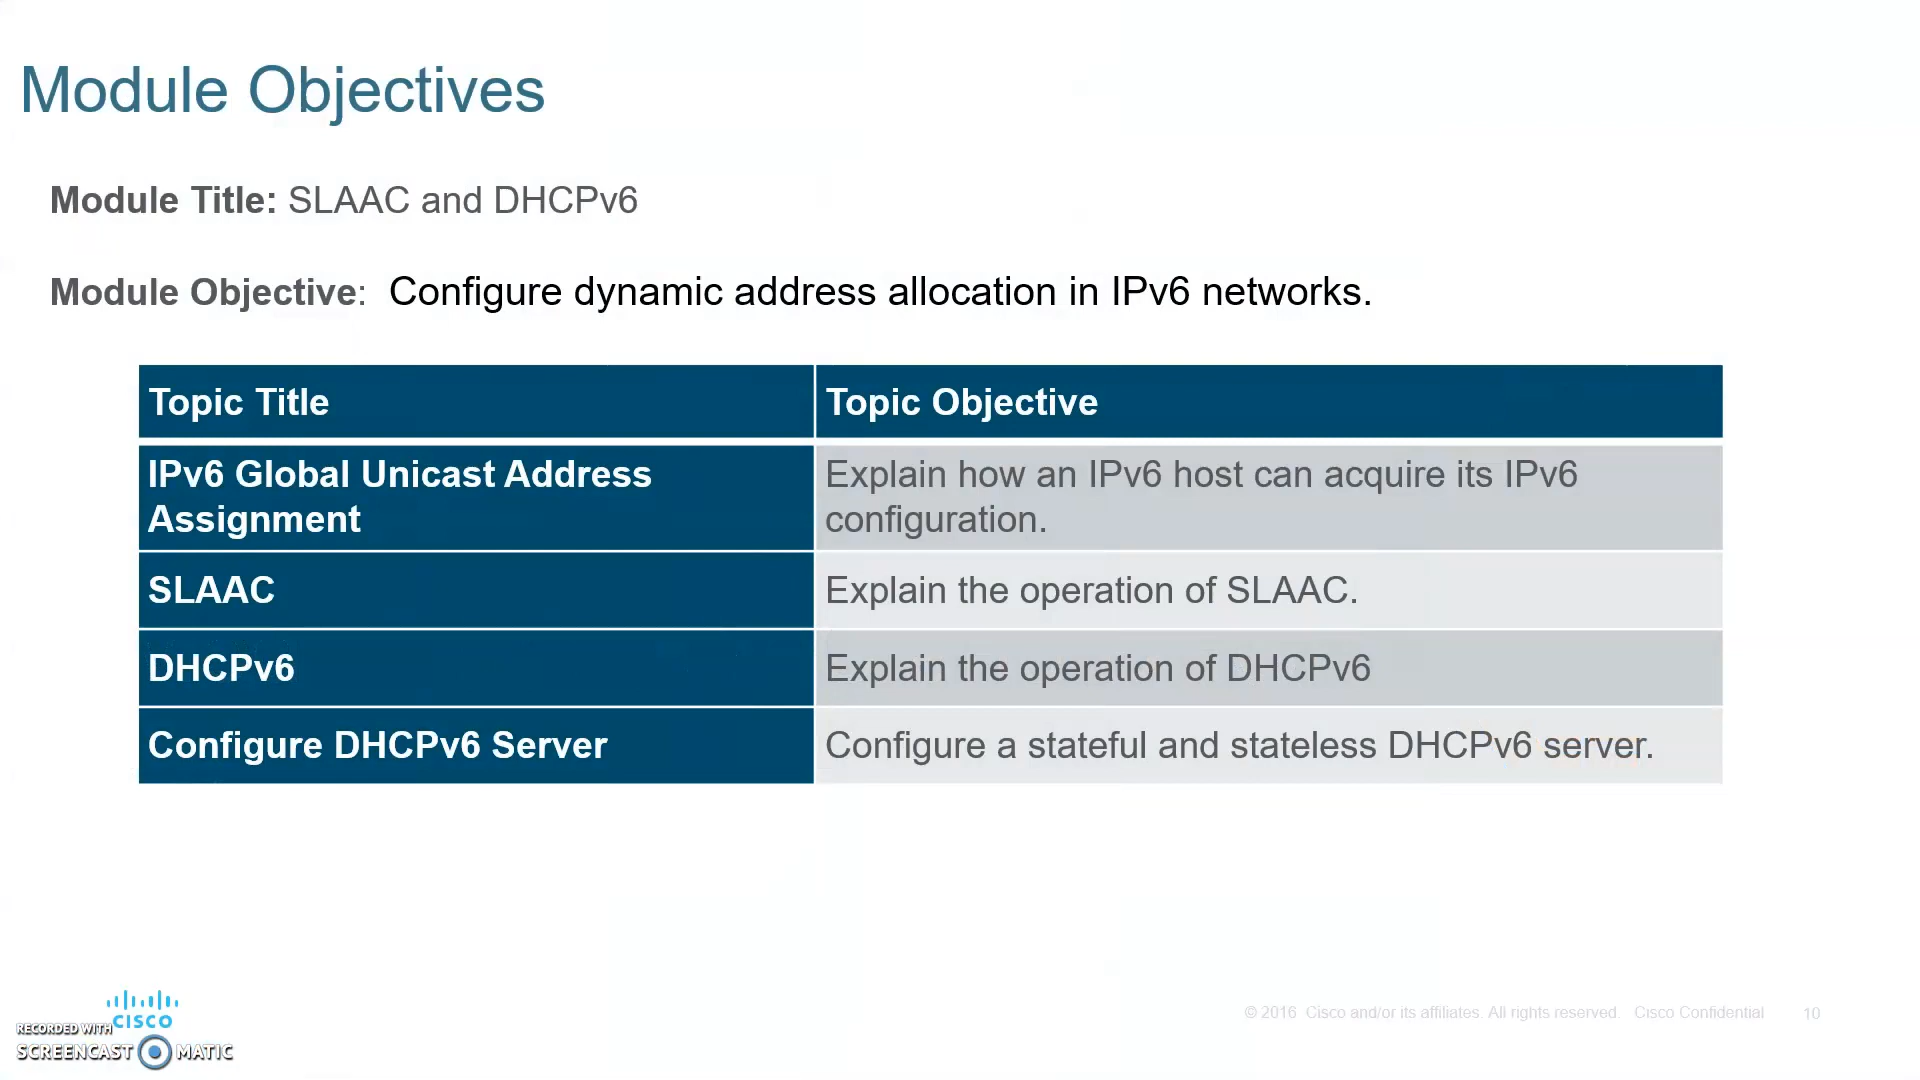 Module Objectives
Module Title: SLAAC and DHCPv6
Module Objective: Configure dynamic address allocation in IPv6 networks.
Topic Title Topic Objective
IPv6 Global Unicast Address Assignment
Explain how an IPv6 host can acquire its IPv6 configuration.
SLAAC Explain the operation of SLAAC.
DHCPv6 Explain the operation of DHCPv6
Configure DHCPv6 Server Configure a stateful and stateless DHCPv6 server.
CISCO
RECORDED WITH
SCREENCAST MATIC
© 2016 Cisco and/or its affiliates. All rights reserved. Cisco Confidential 10